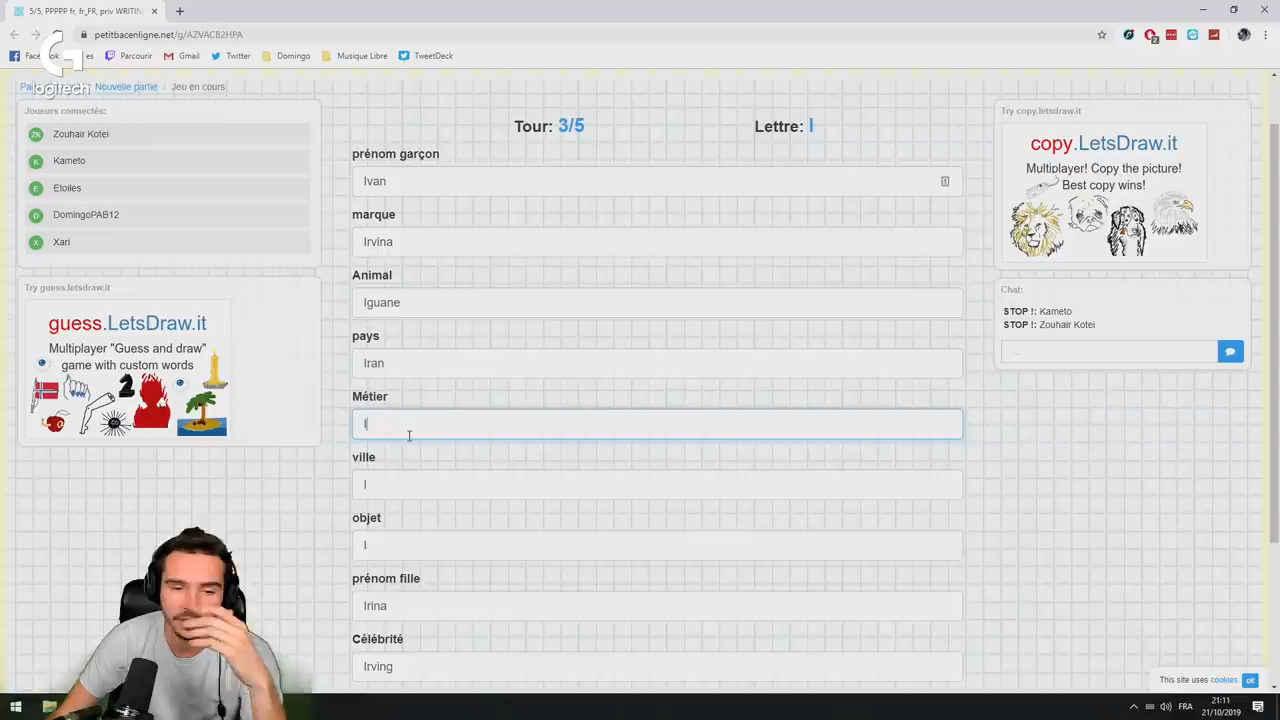 5/5, PPPPP fr, fr_FR, priv WRITIN
petitbacenligne.net/g/AZVACB2HPA
Parcourir
Gmail
Twitter
Domingo
Musique Libre
TweetDeck
logitech
Nouvelle partie / Jeu en cours
Joueurs connectés:
ZK Zouhair Kotei
K Kameto
E Etoiles
D DomingoPAB12
X Xari
Try guess.letsdraw.it
guess.LetsDraw.it
Multiplayer "Guess and draw"
game with custom words
Tour: 3/5
Lettre: I
prénom garçon
Ivan
marque
Irvina
Animal
Iguane
pays
Iran
Métier
I
ville
I
objet
I
prénom fille
Irina
Célébrité
Irving
Try copy.letsdraw.it
copy.LetsDraw.it
Multiplayer! Copy the picture!
Best copy wins!
Chat:
STOP !: Kameto
STOP !: Zouhair Kotei
This site uses cookies. ok
FRA
21:11
21/10/2019